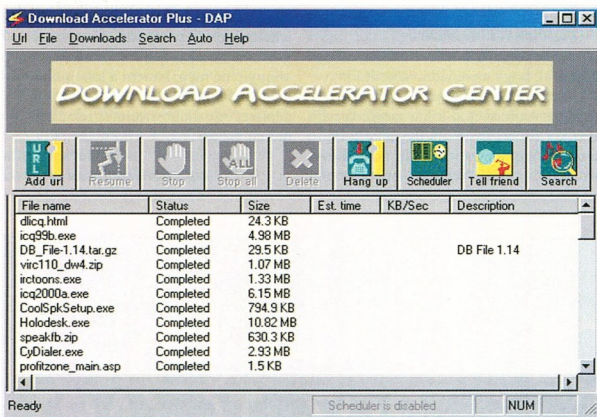 Download Accelerator Plus - DAP
Url File Downloads Search Auto Help
DOWNLOAD ACCELERATOR CENTER
URL ALL
Add url Resume Stop Stop all Delete Hang up Scheduler Tell friend Search
File name Status Size Est. time KB/Sec Description
dlicq.html Completed 24.3 KB
icq99b.exe Completed 4.98 MB
DB_File-1.14.tar.gz Completed 29.5 KB DB File 1.14
virc110_dw4.zip Completed 1.07 MB
irctoons.exe Completed 1.33 MB
icq2000a.exe Completed 6.15 MB
CoolSpkSetup.exe Completed 794.9 KB
Holodesk.exe Completed 10.82 MB
speakfb.zip Completed 630.3 KB
CyDialer.exe Completed 2.93 MB
profitzone_main.asp Completed 1.5 KB
Ready Scheduler is disabled NUM